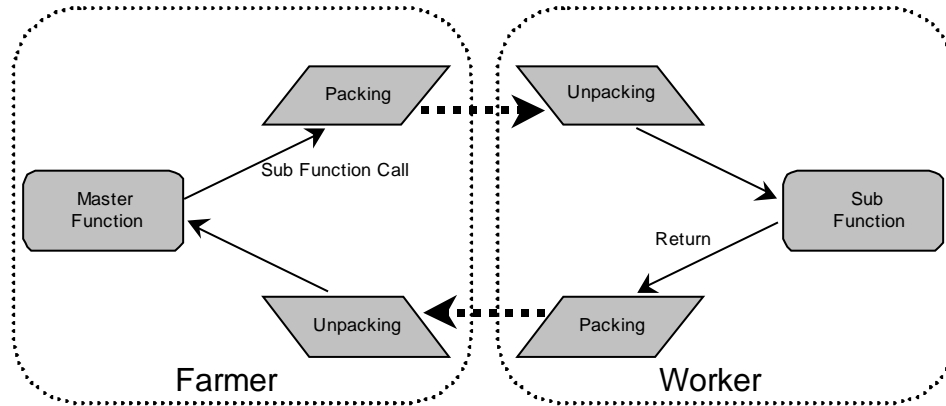 Packing
Unpacking
Sub Function Call
Master
Function
Sub
Function
Return
Unpacking
Packing
Farmer
Worker